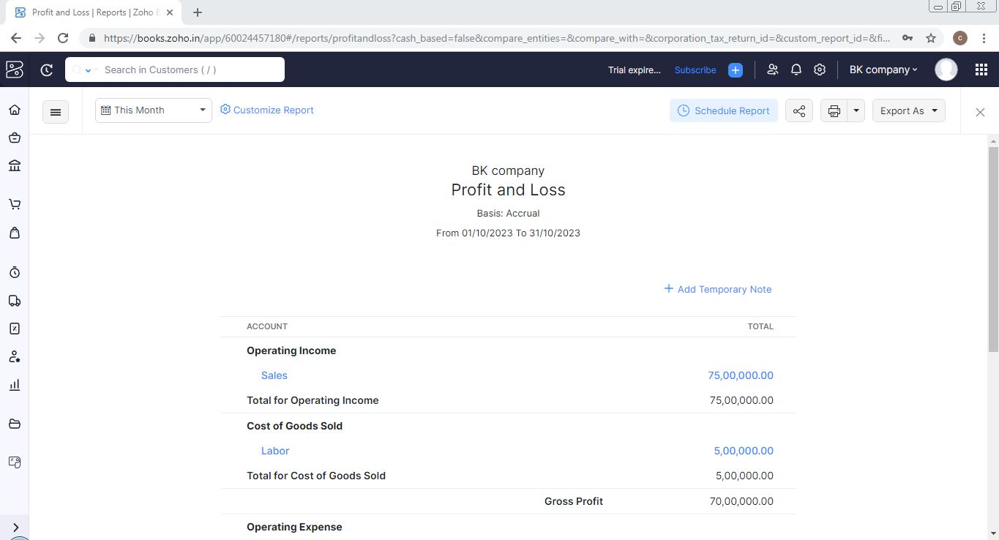 Profit and Loss | Reports | Zoho B
https://books.zoho.in/app/60024457180#/reports/profitandloss?cash_based=false&compare_entities=&compare_with=&corporation_tax_return_id=&custom_report_id=&fi...
C
Search in Customers ( / )
Trial expire...
Subscribe
BK company
This Month
Customize Report
Schedule Report
Export As
BK company
Profit and Loss
Basis: Accrual
From 01/10/2023 To 31/10/2023
Add Temporary Note
ACCOUNT TOTAL
Operating Income
Sales 75,00,000.00
Total for Operating Income 75,00,000.00
Cost of Goods Sold
Labor 5,00,000.00
Total for Cost of Goods Sold 5,00,000.00
Gross Profit 70,00,000.00
Operating Expense